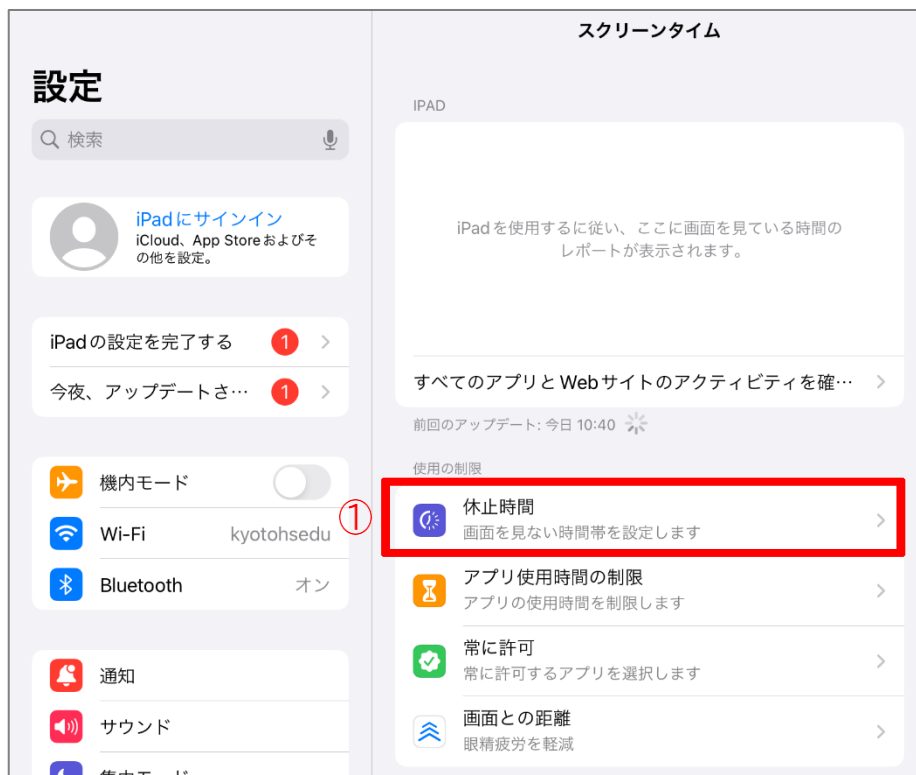 スクリーンタイム
設定
検索
iPadにサインイン
iCloud、App Storeおよびそ
の他を設定。
iPadの設定を完了する 1
今夜、アップデートさ… 1
機内モード
Wi-Fi kyotohsedu
Bluetooth オン
通知
サウンド
集中モード
IPAD
iPadを使用するに従い、ここに画面を見ている時間の
レポートが表示されます。
すべてのアプリとWebサイトのアクティビティを確…
前回のアップデート: 今日 10:40
使用の制限
①
休止時間
画面を見ない時間帯を設定します
アプリ使用時間の制限
アプリの使用時間を制限します
常に許可
常に許可するアプリを選択します
画面との距離
眼精疲労を軽減